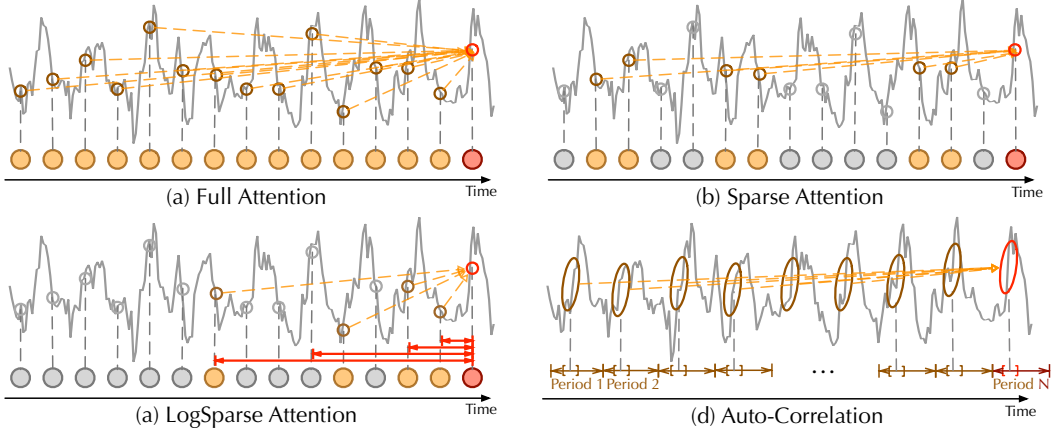 Time
(a) Full Attention
Time
(b) Sparse Attention
Time
(a) LogSparse Attention
Period 1 Period 2 ... Period N
Time
(d) Auto-Correlation